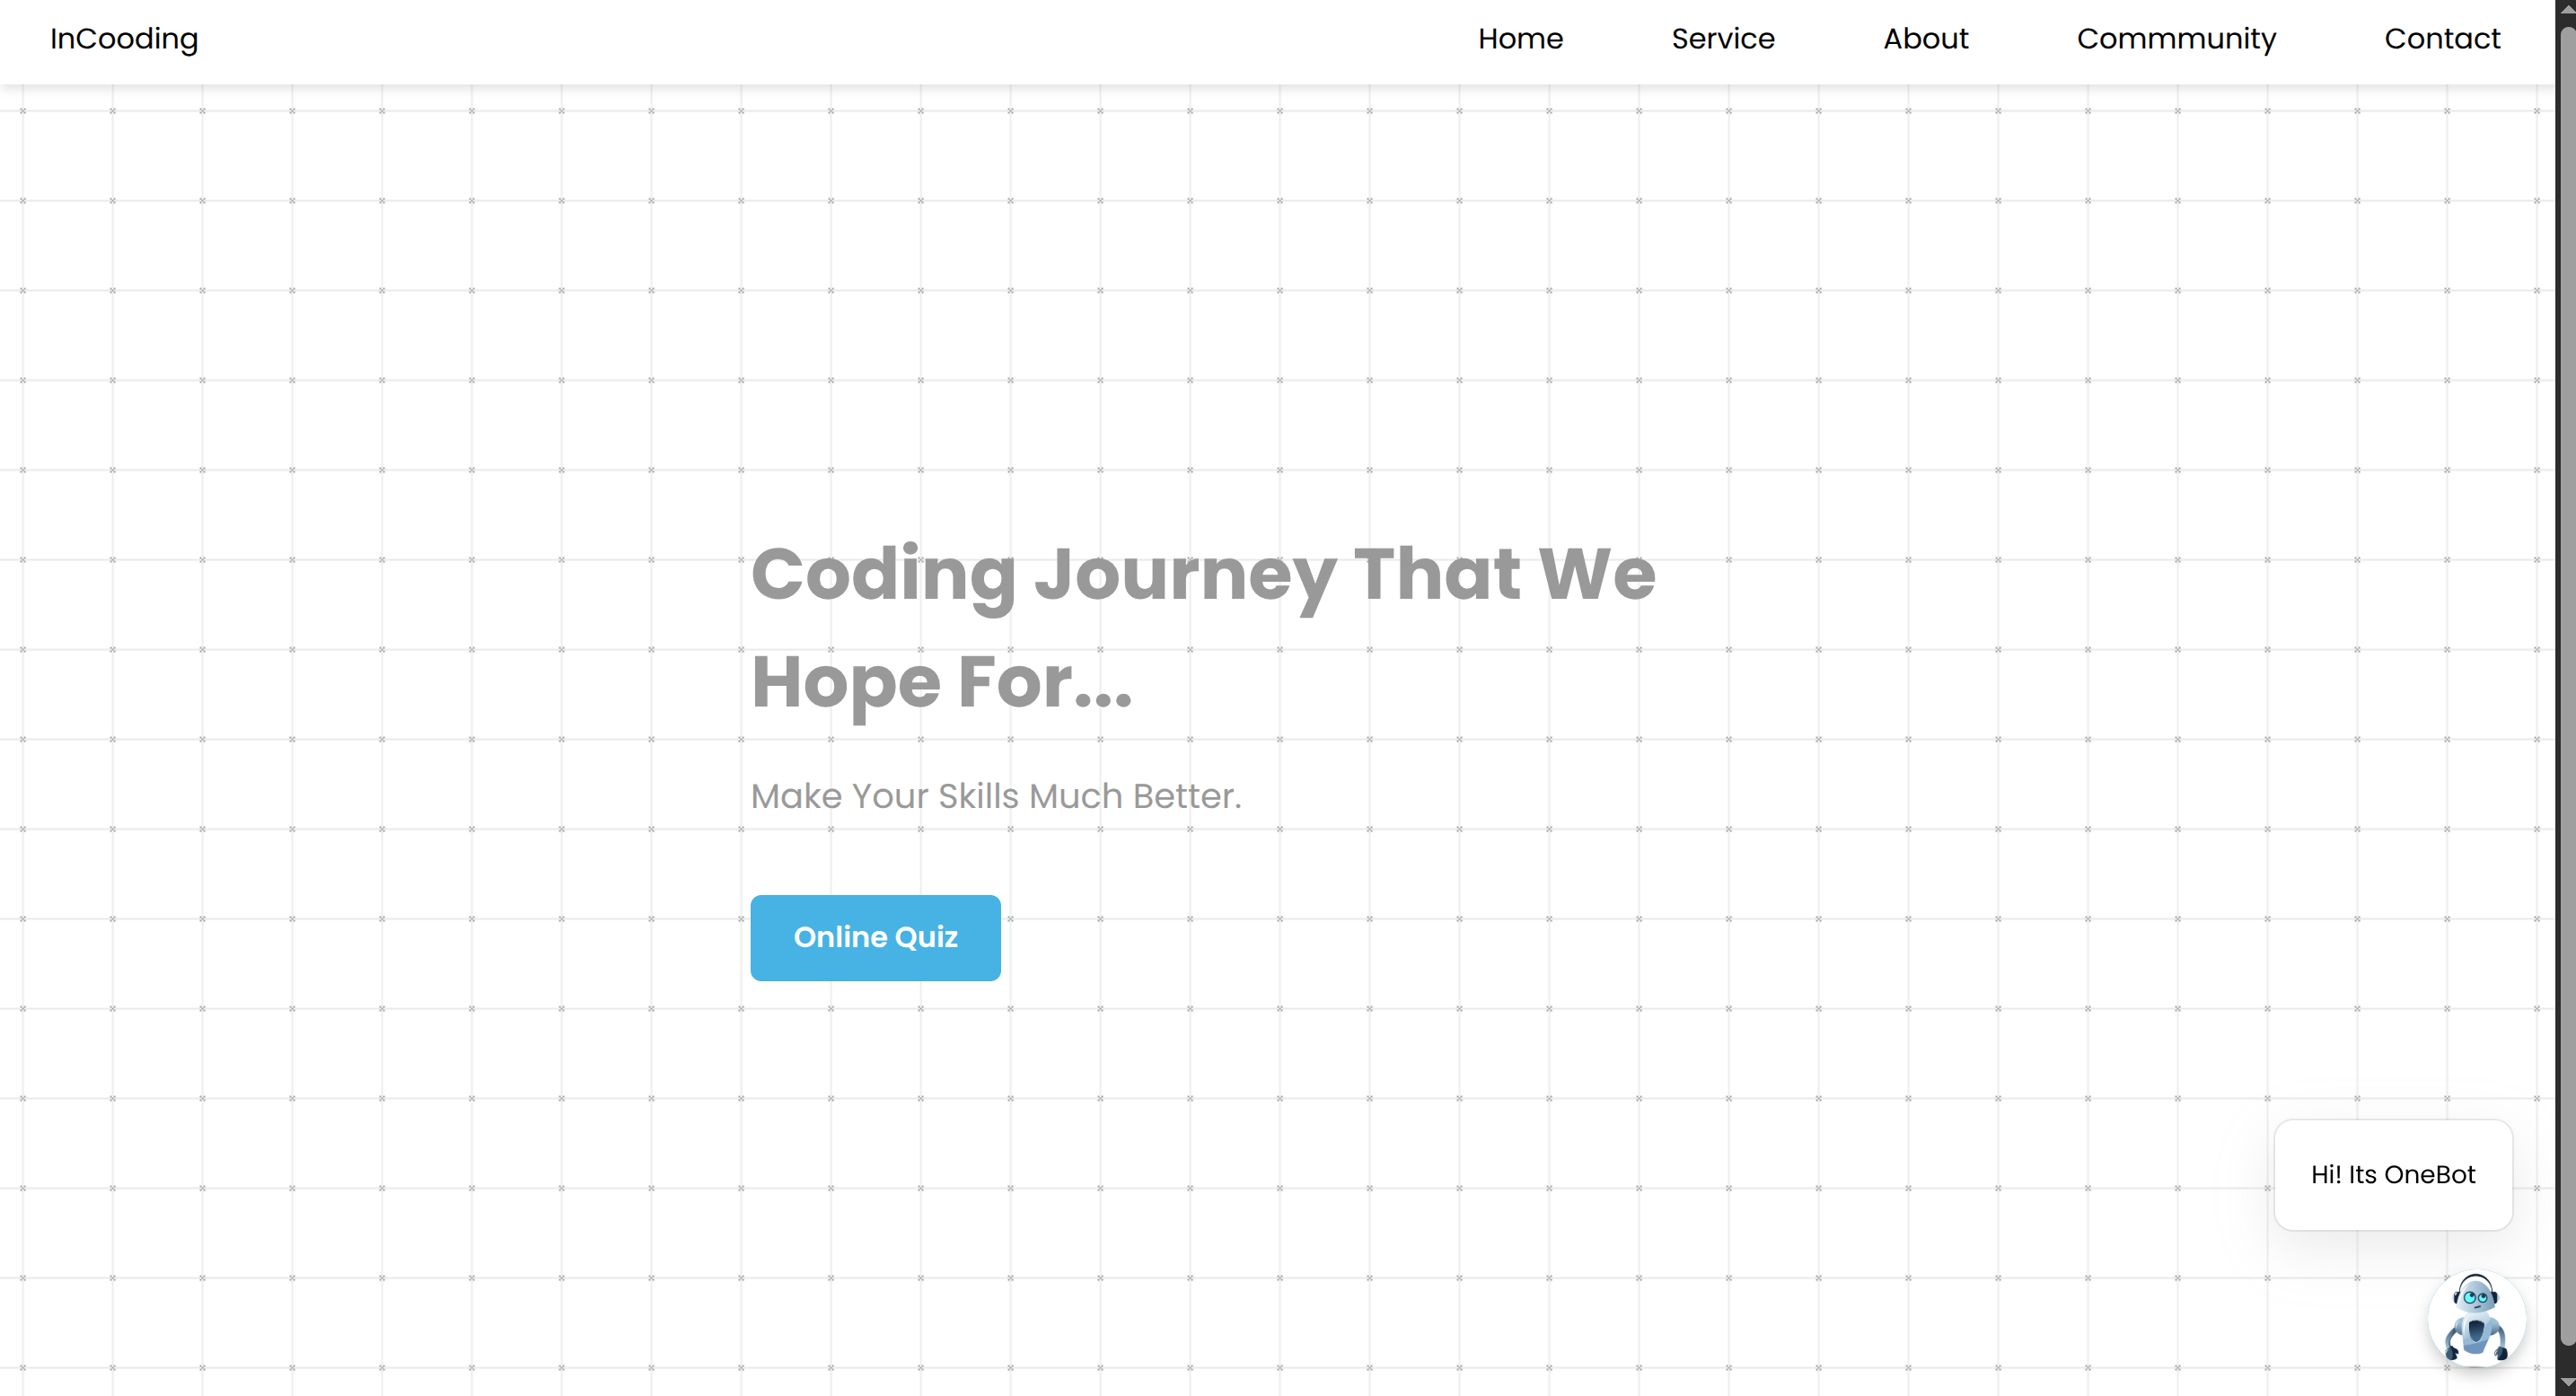 InCooding
Home Service About Commmunity Contact
Coding Journey That We
Hope For...
Make Your Skills Much Better.
Online Quiz
Hi! Its OneBot